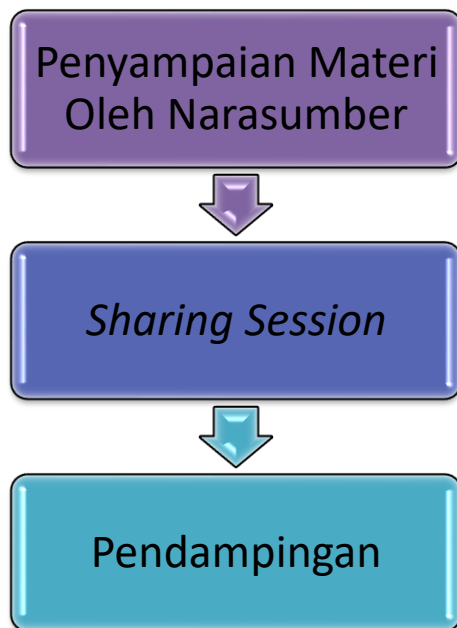 Penyampaian Materi
Oleh Narasumber
Sharing Session
Pendampingan